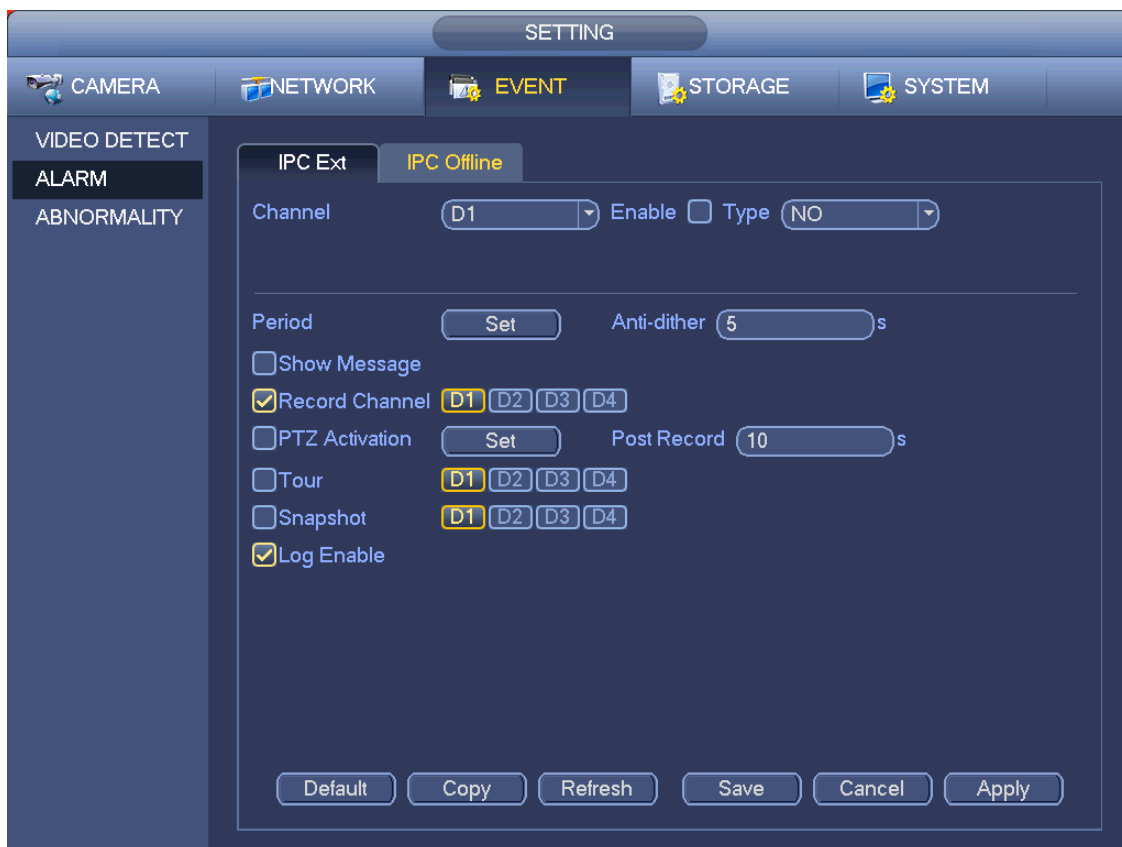 SETTING
CAMERA NETWORK EVENT STORAGE SYSTEM
VIDEO DETECT
ALARM
ABNORMALITY
IPC Ext IPC Offline
Channel D1 Enable Type NO
Period Set Anti-dither 5 s
Show Message
Record Channel D1 D2 D3 D4
PTZ Activation Set Post Record 10 s
Tour D1 D2 D3 D4
Snapshot D1 D2 D3 D4
Log Enable
Default Copy Refresh Save Cancel Apply